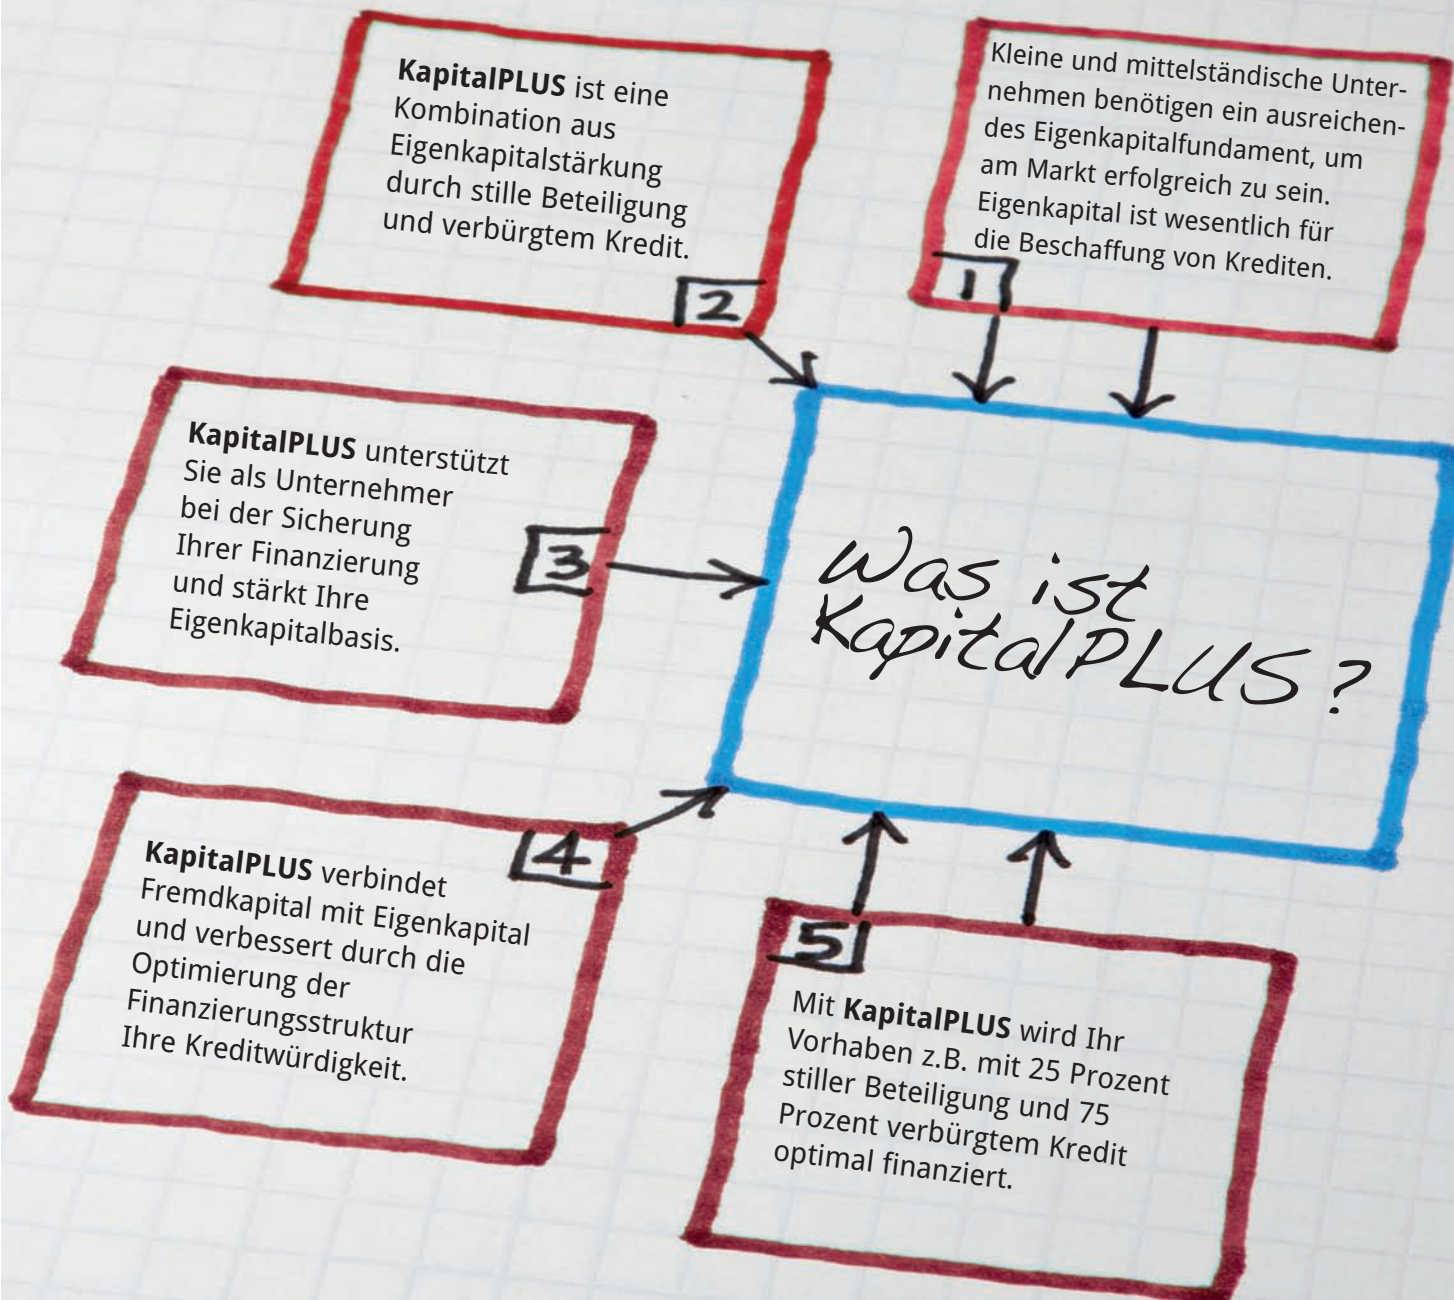 Kleine und mittelständische Unter-
nehmen benötigen ein ausreichen-
des Eigenkapitalfundament, um
am Markt erfolgreich zu sein.
Eigenkapital ist wesentlich für
die Beschaffung von Krediten.
1
KapitalPLUS ist eine
Kombination aus
Eigenkapitalstärkung
durch stille Beteiligung
und verbürgtem Kredit.
2
KapitalPLUS unterstützt
Sie als Unternehmer
bei der Sicherung
Ihrer Finanzierung
und stärkt Ihre
Eigenkapitalbasis.
3
Was ist
KapitalPLUS?
4
KapitalPLUS verbindet
Fremdkapital mit Eigenkapital
und verbessert durch die
Optimierung der
Finanzierungsstruktur
Ihre Kreditwürdigkeit.
5
Mit KapitalPLUS wird Ihr
Vorhaben z.B. mit 25 Prozent
stiller Beteiligung und 75
Prozent verbürgtem Kredit
optimal finanziert.